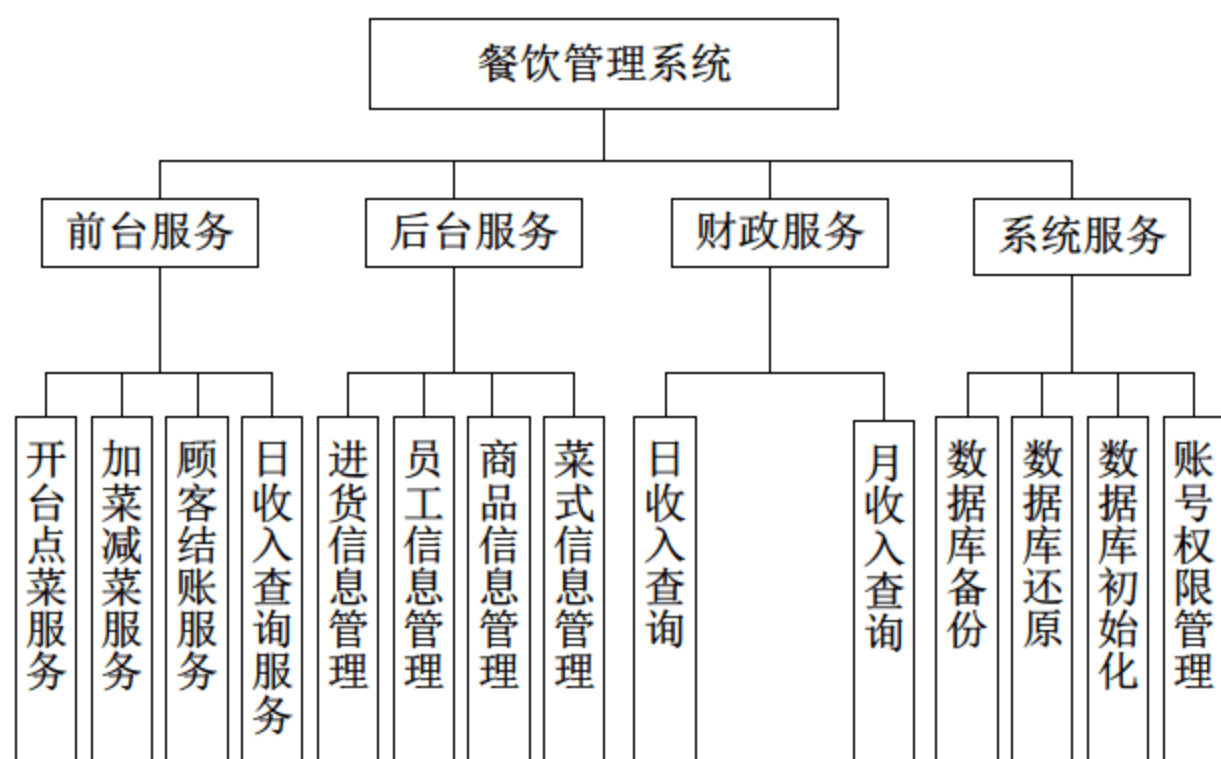 餐饮管理系统
前台服务
后台服务
财政服务
系统服务
开台点菜服务
加菜减菜服务
顾客结账服务
日收入查询服务
进货信息管理
员工信息管理
商品信息管理
菜式信息管理
日收入查询
月收入查询
数据库备份
数据库还原
数据库初始化
账号权限管理